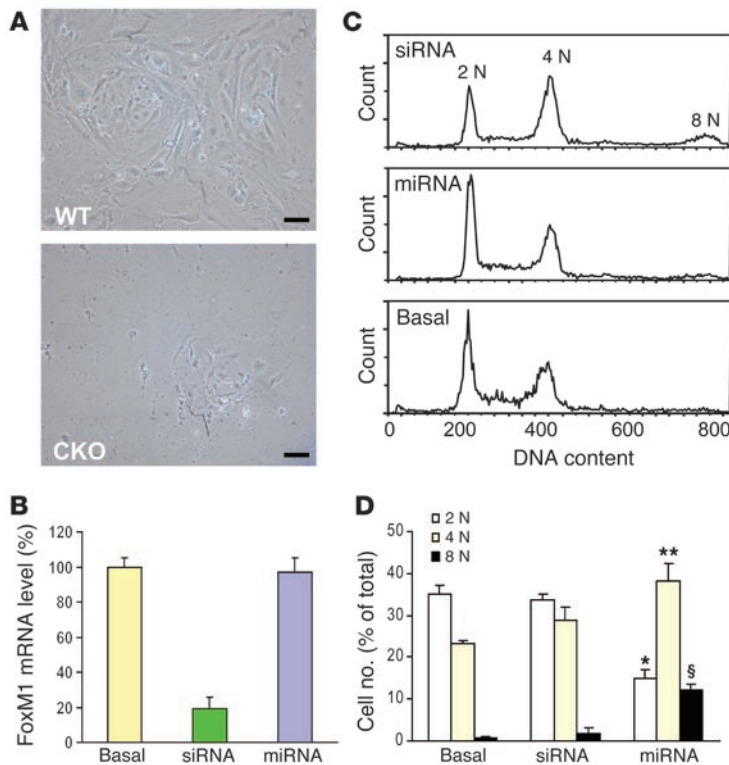 A
WT
CKO
B
FoxM1 mRNA level (%)
120
100
80
60
40
20
0
Basal siRNA miRNA
C
siRNA
2 N
4 N
8 N
Count
miRNA
Count
Basal
Count
0 200 400 600 800
DNA content
D
2 N
4 N
8 N
Cell no. (% of total)
50
40
30
20
10
0
* ** §
Basal siRNA miRNA